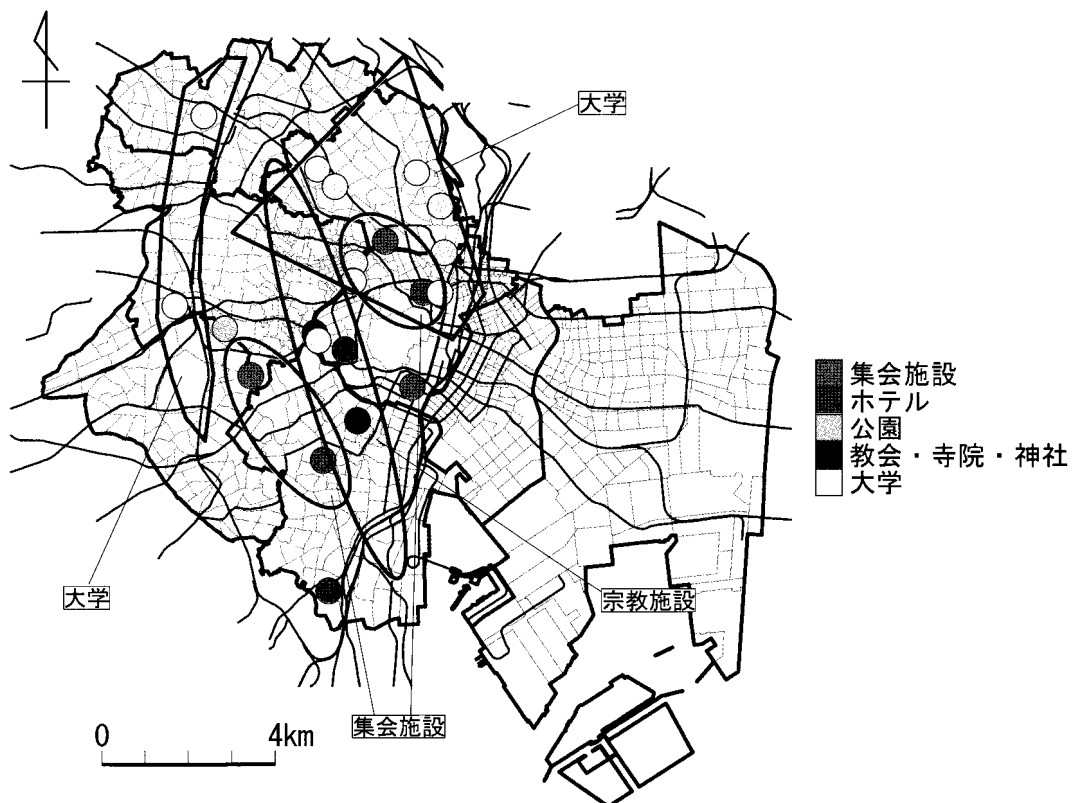 大学
集会施設
ホテル
公園
教会・寺院・神社
大学
大学
宗教施設
集会施設
0 4km